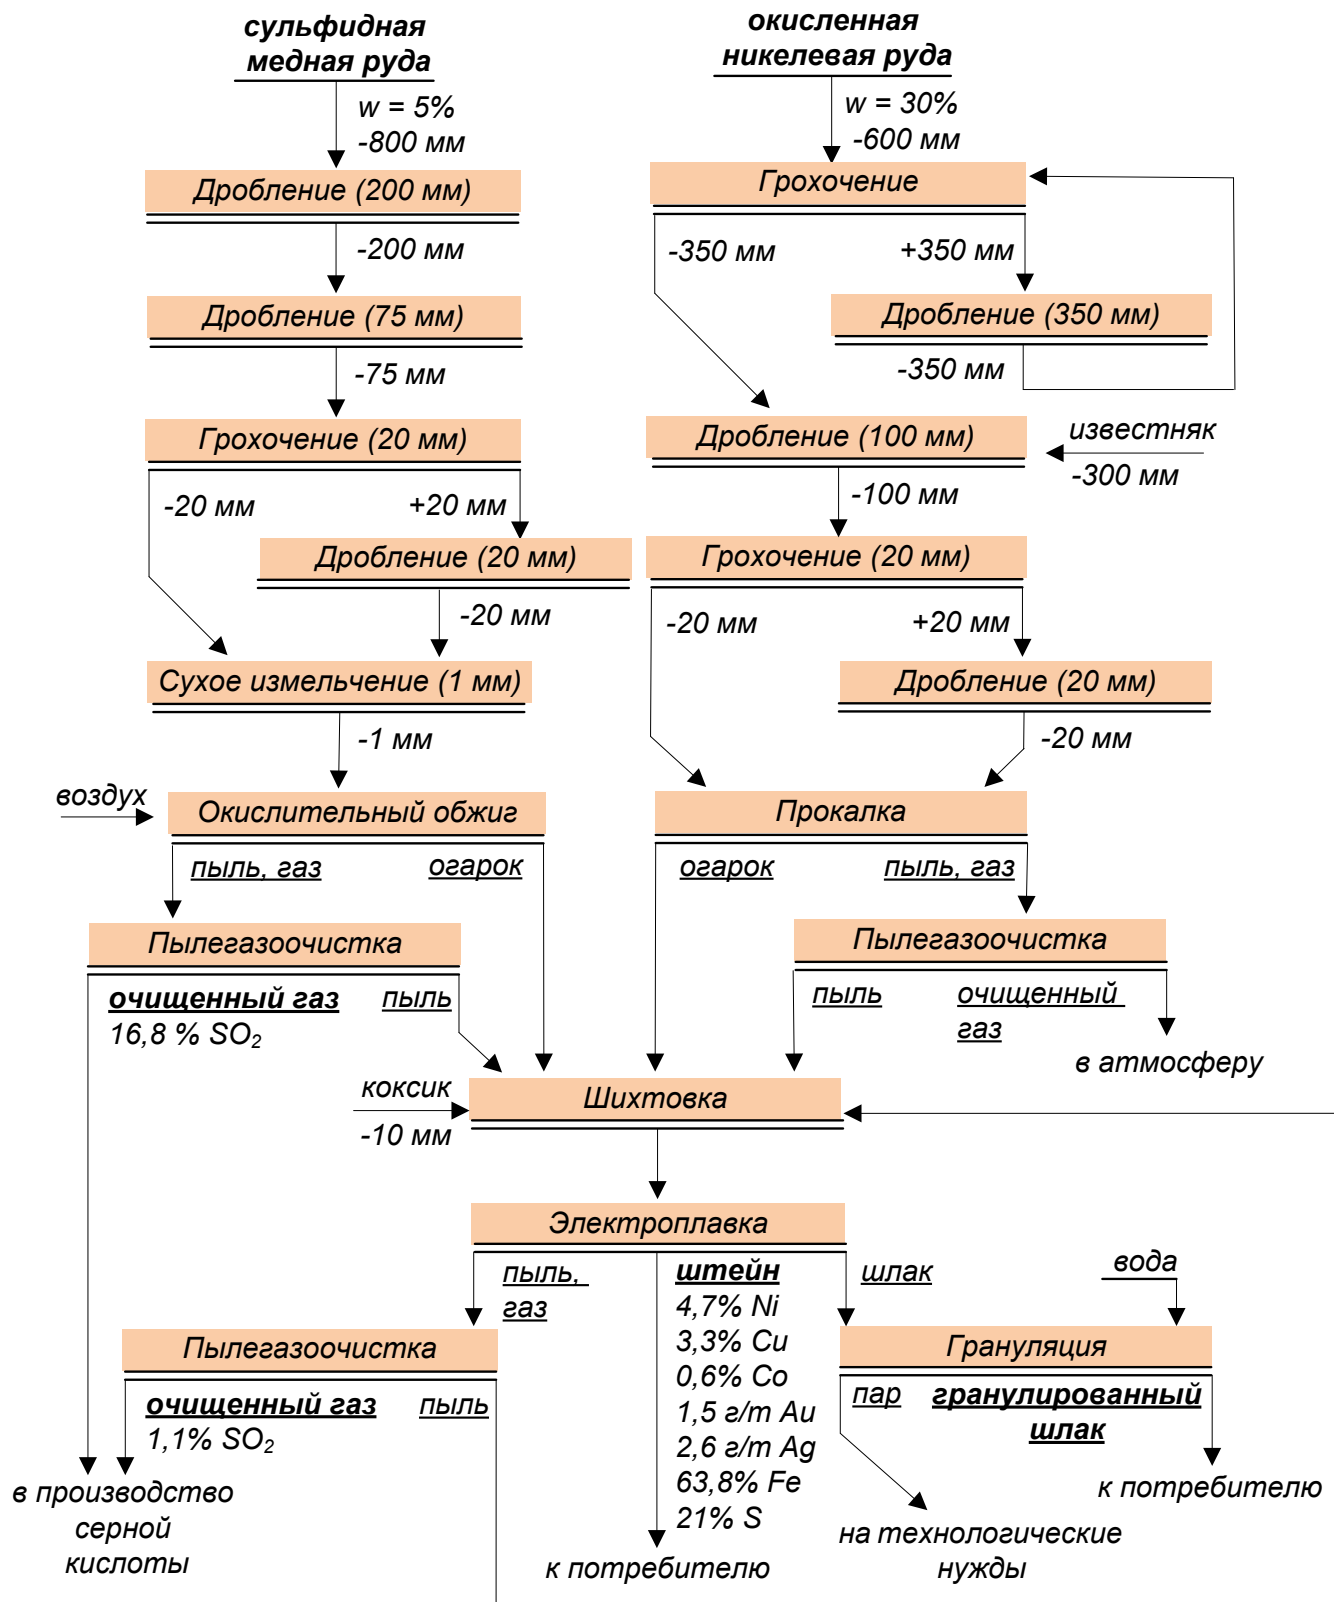 сульфидная
медная руда
w = 5%
-800 мм
Дробление (200 мм)
-200 мм
Дробление (75 мм)
-75 мм
Грохочение (20 мм)
-20 мм
+20 мм
Дробление (20 мм)
-20 мм
Сухое измельчение (1 мм)
-1 мм
воздух
Окислительный обжиг
пыль, газ
огарок
Пылегазоочистка
очищенный газ
16,8 % SO₂
пыль
окисленная
никелевая руда
w = 30%
-600 мм
Грохочение
-350 мм
+350 мм
Дробление (350 мм)
-350 мм
Дробление (100 мм)
известняк
-300 мм
-100 мм
Грохочение (20 мм)
-20 мм
+20 мм
Дробление (20 мм)
-20 мм
Прокалка
огарок
пыль, газ
Пылегазоочистка
пыль
очищенный
газ
в атмосферу
коксик
-10 мм
Шихтовка
Электроплавка
пыль,
газ
штейн
4,7% Ni
3,3% Cu
0,6% Co
1,5 г/т Au
2,6 г/т Ag
63,8% Fe
21% S
к потребителю
шлак
вода
Пылегазоочистка
очищенный газ
1,1% SO₂
пыль
в производство
серной
кислоты
Грануляция
пар
гранулированный
шлак
к потребителю
на технологические
нужды